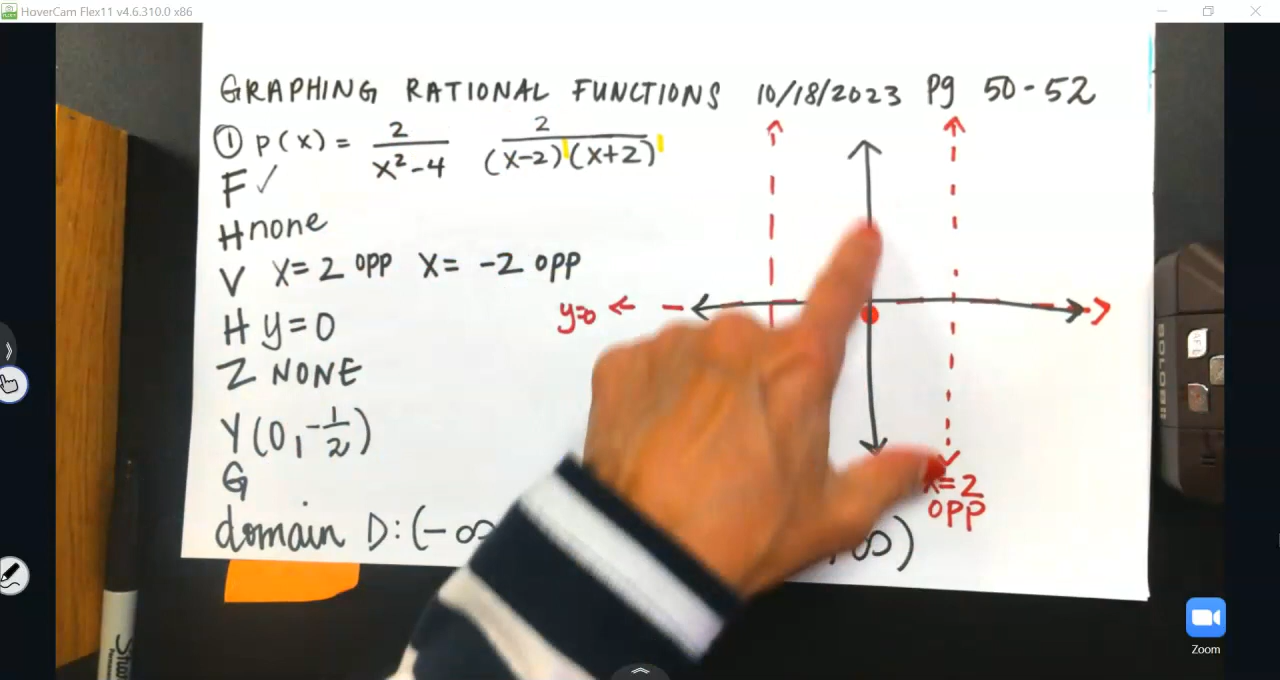 HoverCam Flex11 v4.6.310.0 x86
GRAPHING RATIONAL FUNCTIONS 10/18/2023 Pg 50-52
① P(x) = 2/(x²-4) 2/((x-2)(x+2))
F ✓
H none
V X=2 OPP X= -2 OPP
H y=0
y=0
Z NONE
Y (0, -1/2)
G
x=2
OPP
domain D: (-∞ , ∞)
SOLOBI
Sha
Zoom